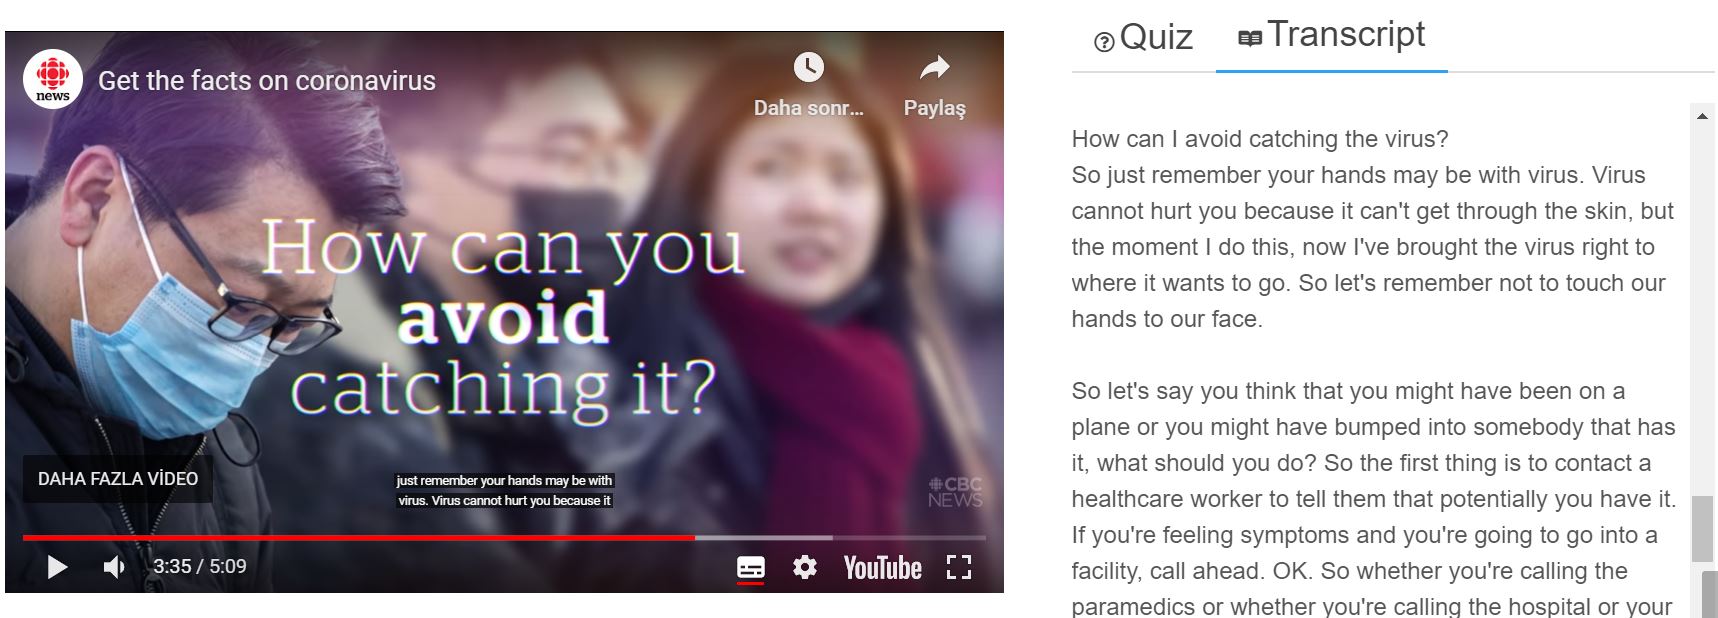 Get the facts on coronavirus
news
Daha sonr...
Paylaş
How can you
avoid
catching it?
DAHA FAZLA VİDEO
just remember your hands may be with
virus. Virus cannot hurt you because it
CBC
NEWS
3:35 / 5:09
YouTube
Quiz
Transcript
How can I avoid catching the virus?
So just remember your hands may be with virus. Virus
cannot hurt you because it can't get through the skin, but
the moment I do this, now I've brought the virus right to
where it wants to go. So let's remember not to touch our
hands to our face.
So let's say you think that you might have been on a
plane or you might have bumped into somebody that has
it, what should you do? So the first thing is to contact a
healthcare worker to tell them that potentially you have it.
If you're feeling symptoms and you're going to go into a
facility, call ahead. OK. So whether you're calling the
paramedics or whether you're calling the hospital or your